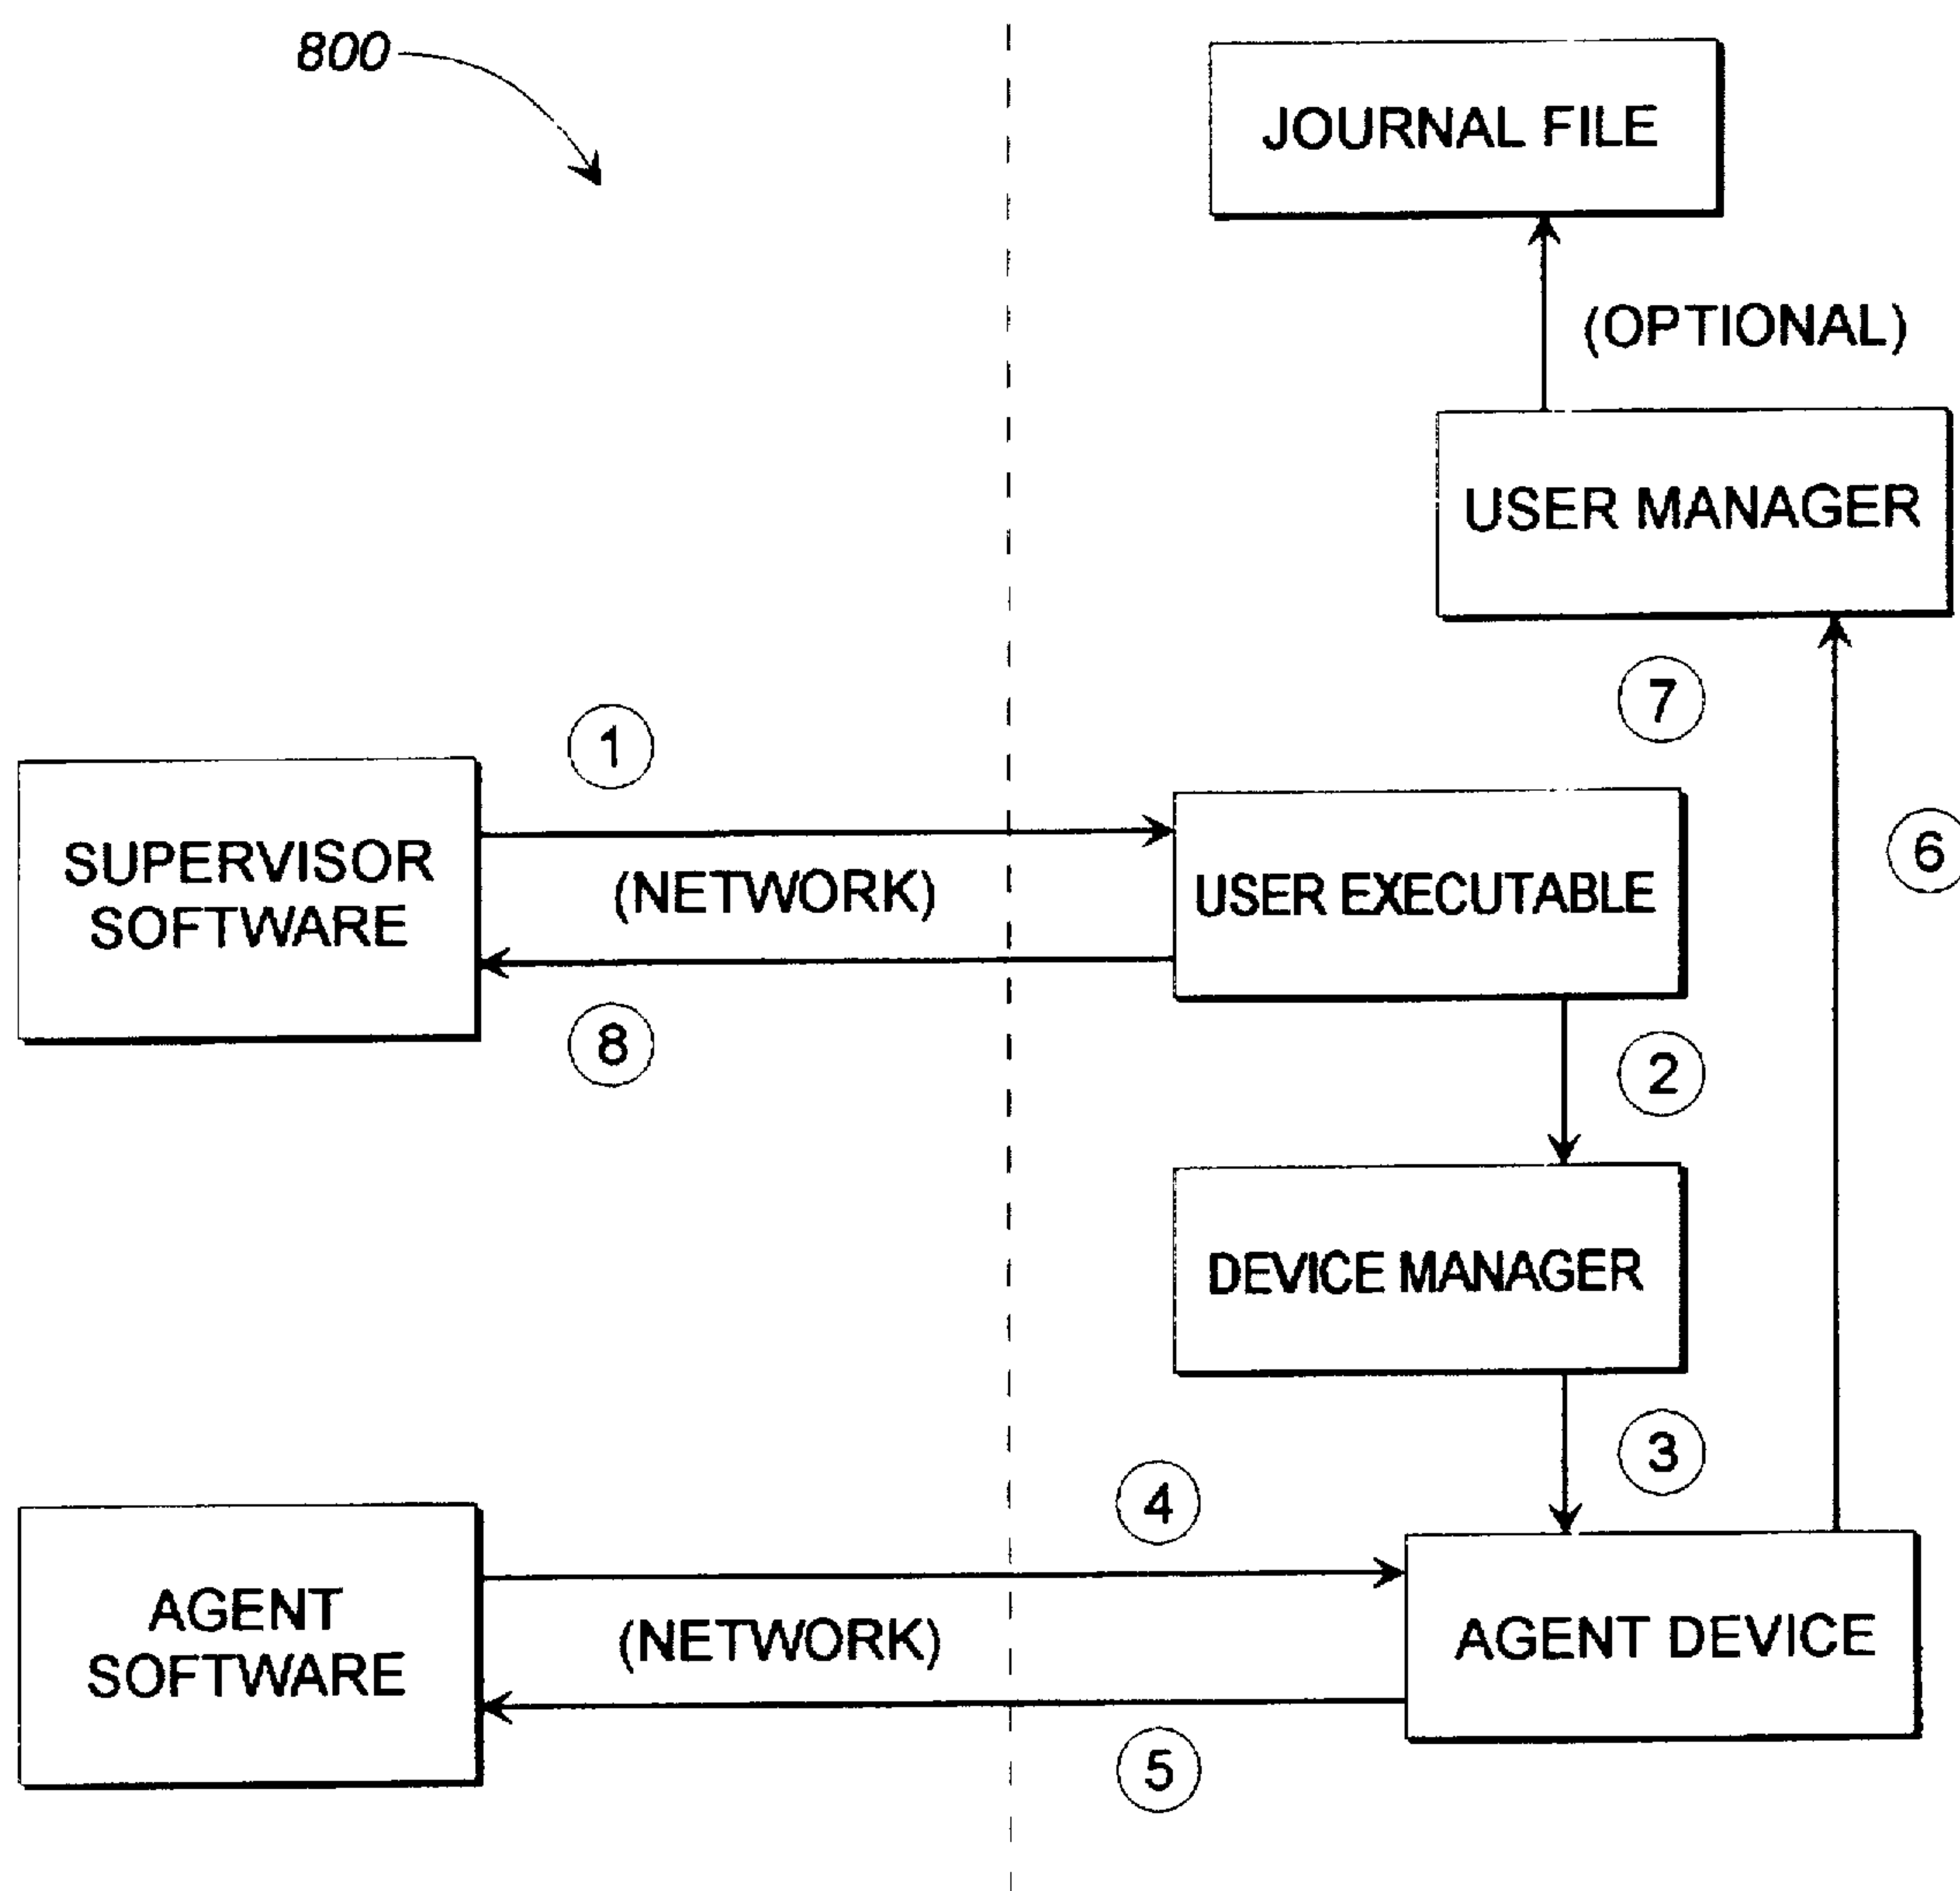 800
JOURNAL FILE
(OPTIONAL)
USER MANAGER
7
1
6
SUPERVISOR
SOFTWARE
(NETWORK)
USER EXECUTABLE
8
2
DEVICE MANAGER
3
4
AGENT
SOFTWARE
(NETWORK)
AGENT DEVICE
5